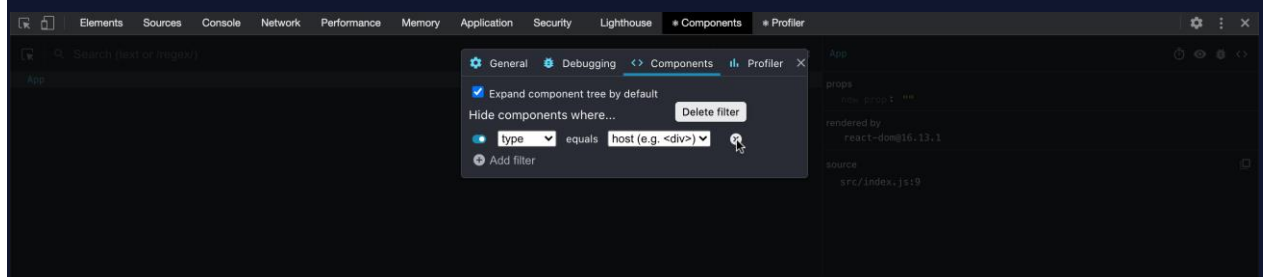 Elements Sources Console Network Performance Memory Application Security Lighthouse Components Profiler
Search (text or /regex/)
General Debugging <> Components Profiler
App
App
Expand component tree by default
props
new prop: ""
Hide components where...
Delete filter
rendered by
type equals host (e.g. <div>)
react-dom@16.13.1
Add filter
source
src/index.js:9